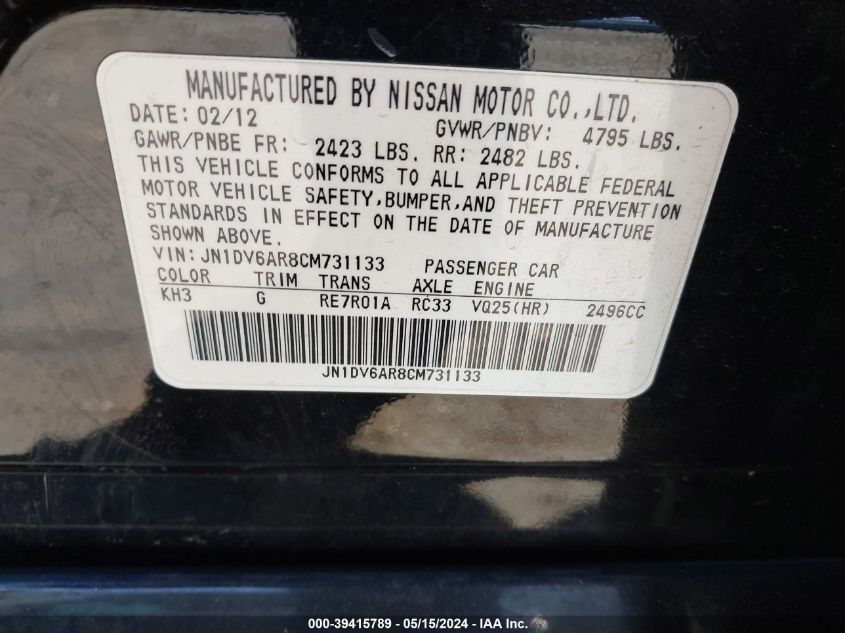 MANUFACTURED BY NISSAN MOTOR CO.,LTD.
DATE: 02/12 GVWR/PNBV: 4795 LBS.
GAWR/PNBE FR: 2423 LBS. RR: 2482 LBS.
THIS VEHICLE CONFORMS TO ALL APPLICABLE FEDERAL
MOTOR VEHICLE SAFETY,BUMPER,AND THEFT PREVENTION
STANDARDS IN EFFECT ON THE DATE OF MANUFACTURE
SHOWN ABOVE.
VIN:JN1DV6AR8CM731133 PASSENGER CAR
COLOR TRIM TRANS AXLE ENGINE
KH3 G RE7R01A RC33 VQ25(HR) 2496CC
JN1DV6AR8CM731133
000-39415789 - 05/15/2024 - IAA Inc.